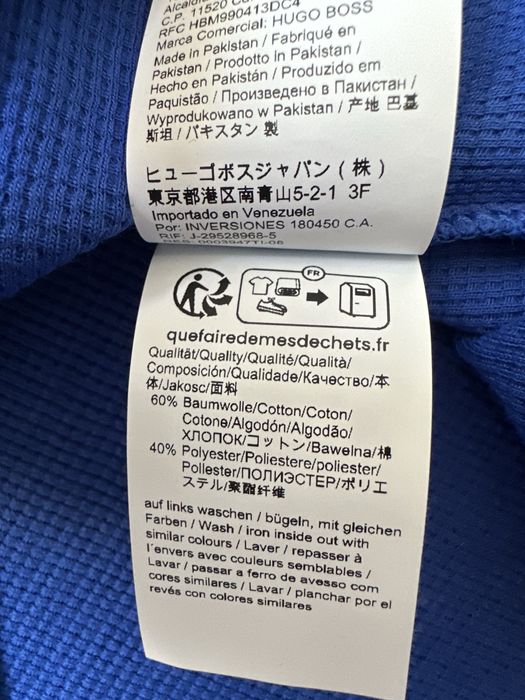 C.P. 11520
RFC HBM990413DC4
Marca Comercial: HUGO BOSS
Made in Pakistan / Fabriqué en
Pakistan / Prodotto in Pakistan /
Hecho en Pakistán / Produzido em
Paquistão / Произведено в Пакистан /
Wyprodukowano w Pakistan / 产地 巴基
斯坦 / パキスタン 製
ヒューゴボスジャパン ( 株 )
東京都港区南青山5-2-1 3F
Importado en Venezuela
Por: INVERSIONES 180450 C.A.
RIF: J-29528968-5
FR
quefairedemesdechets.fr
Qualität/Quality/Qualité/Qualità/
Composición/Qualidade/Качество/本
体/Jakosc/面料
60% Baumwolle/Cotton/Coton/
Cotone/Algodón/Algodão/
ХЛОПОК/コットン/Bawelna/棉
40% Polyester/Poliestere/poliester/
Poliester/ПОЛИЭСТЕР/ポリエ
ステル/聚酯纤维
auf links waschen / bügeln, mit gleichen
Farben / Wash / iron inside out with
similar colours / Laver / repasser à
l´envers avec couleurs semblables /
Lavar / passar a ferro de avesso com
cores similares / Lavar / planchar por el
revés con colores similares